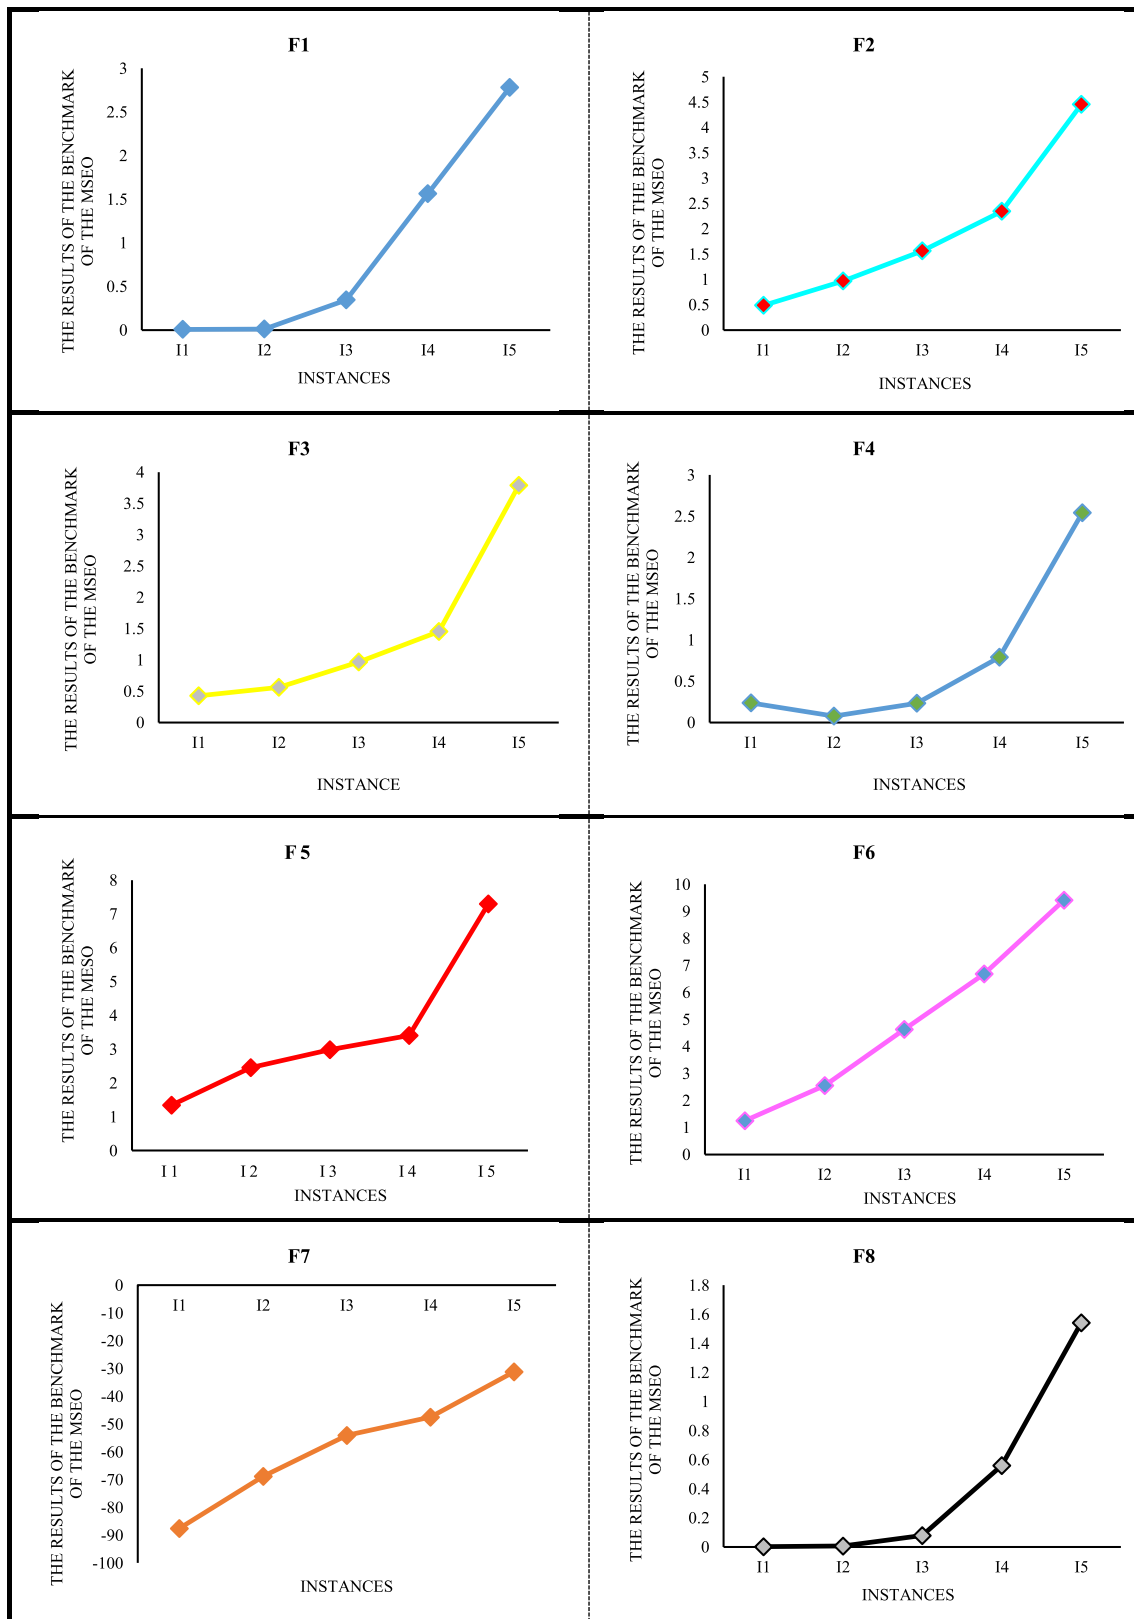 F1
THE RESULTS OF THE BENCHMARK
OF THE MSEO
3
2.5
2
1.5
1
0.5
0
I1 I2 I3 I4 I5
INSTANCES
F2
THE RESULTS OF THE BENCHMARK
OF THE MSEO
5
4.5
4
3.5
3
2.5
2
1.5
1
0.5
0
I1 I2 I3 I4 I5
INSTANCES
F3
THE RESULTS OF THE BENCHMARK
OF THE MSEO
4
3.5
3
2.5
2
1.5
1
0.5
0
I1 I2 I3 I4 I5
INSTANCE
F4
THE RESULTS OF THE BENCHMARK
OF THE MSEO
3
2.5
2
1.5
1
0.5
0
I1 I2 I3 I4 I5
INSTANCES
F5
THE RESULTS OF THE BENCHMARK
OF THE MESO
8
7
6
5
4
3
2
1
0
I1 I2 I3 I4 I5
INSTANCES
F6
THE RESULTS OF THE BENCHMARK
OF THE MSEO
10
9
8
7
6
5
4
3
2
1
0
I1 I2 I3 I4 I5
INSTANCES
F7
THE RESULTS OF THE BENCHMARK
OF THE MSEO
0
-10
-20
-30
-40
-50
-60
-70
-80
-90
-100
I1 I2 I3 I4 I5
INSTANCES
F8
THE RESULTS OF THE BENCHMARK
OF THE MSEO
1.8
1.6
1.4
1.2
1
0.8
0.6
0.4
0.2
0
I1 I2 I3 I4 I5
INSTANCES